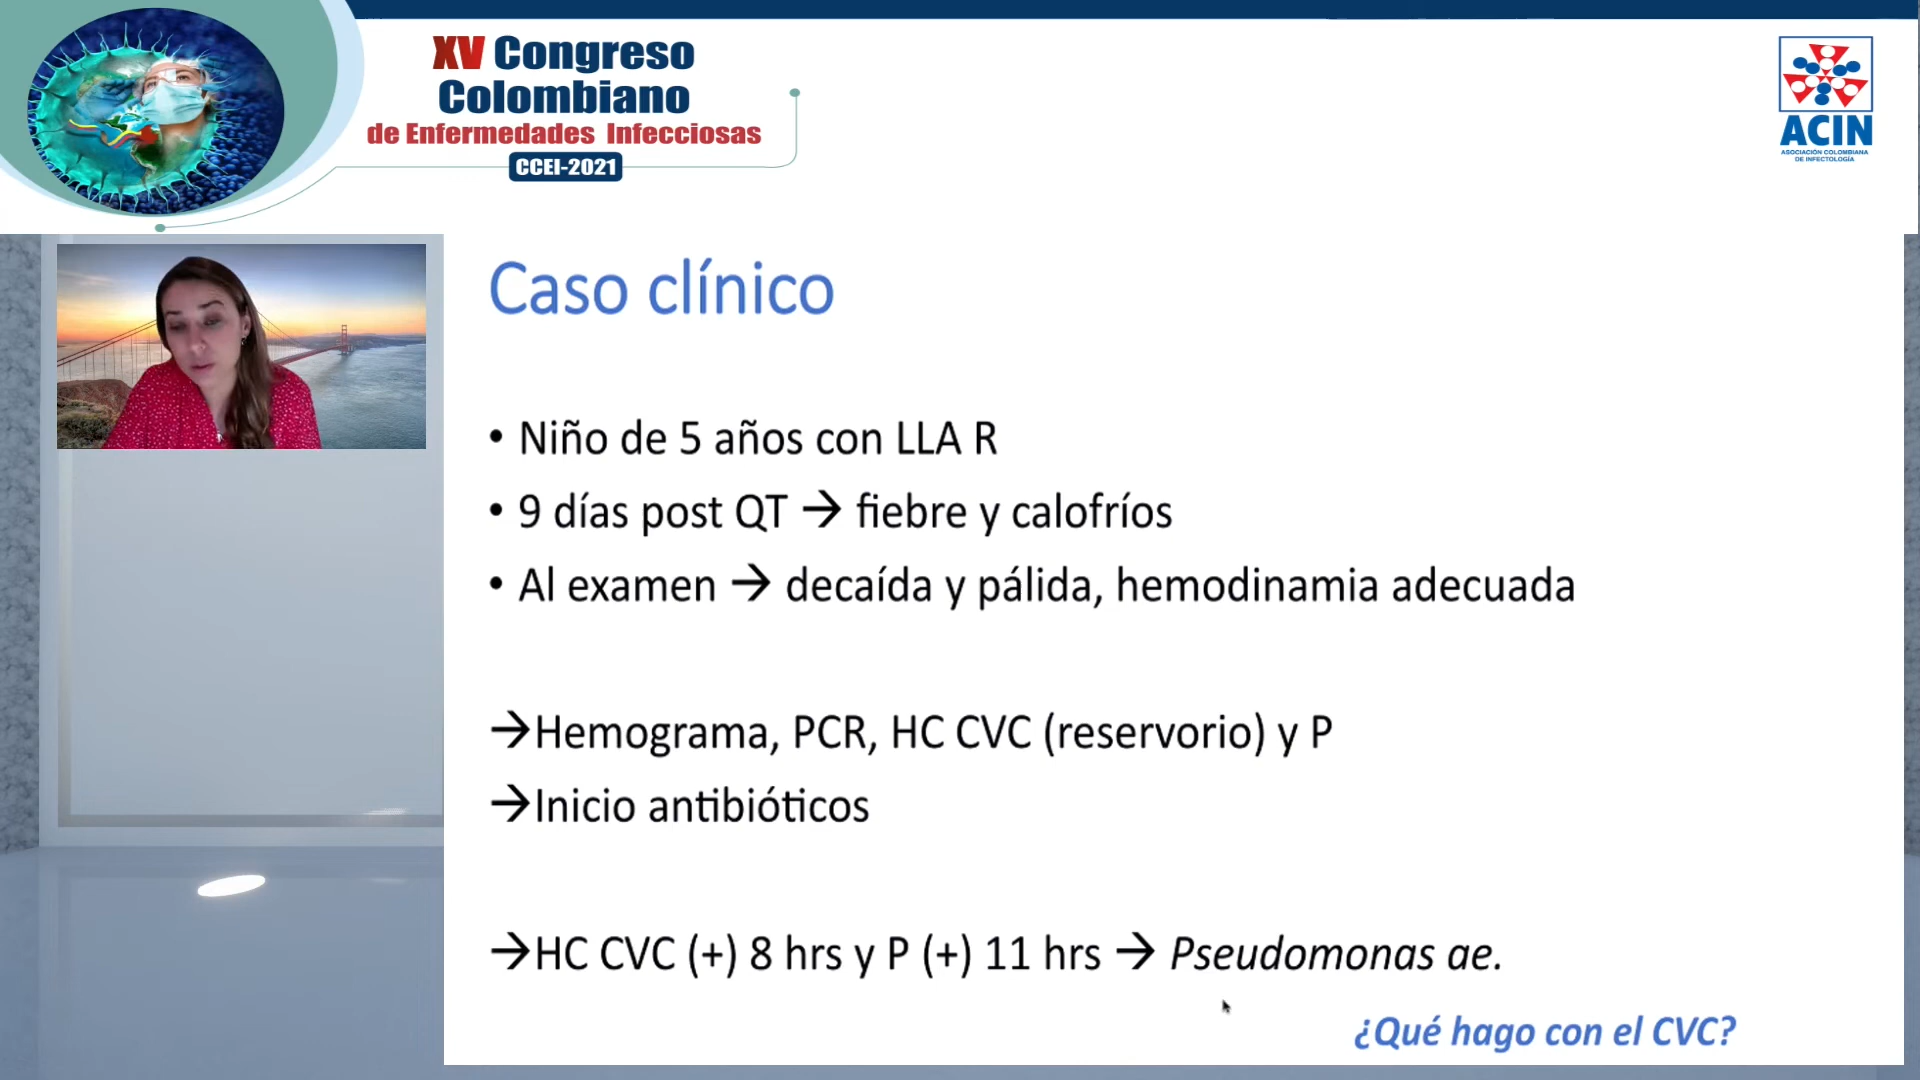 XV Congreso
Colombiano
de Enfermedades Infecciosas
CCEI-2021
ACIN
ASOCIACIÓN COLOMBIANA
DE INFECTOLOGÍA
Caso clínico
• Niño de 5 años con LLA R
• 9 días post QT → fiebre y calofríos
• Al examen → decaída y pálida, hemodinamia adecuada
→Hemograma, PCR, HC CVC (reservorio) y P
→Inicio antibióticos
→HC CVC (+) 8 hrs y P (+) 11 hrs → Pseudomonas ae.
¿Qué hago con el CVC?